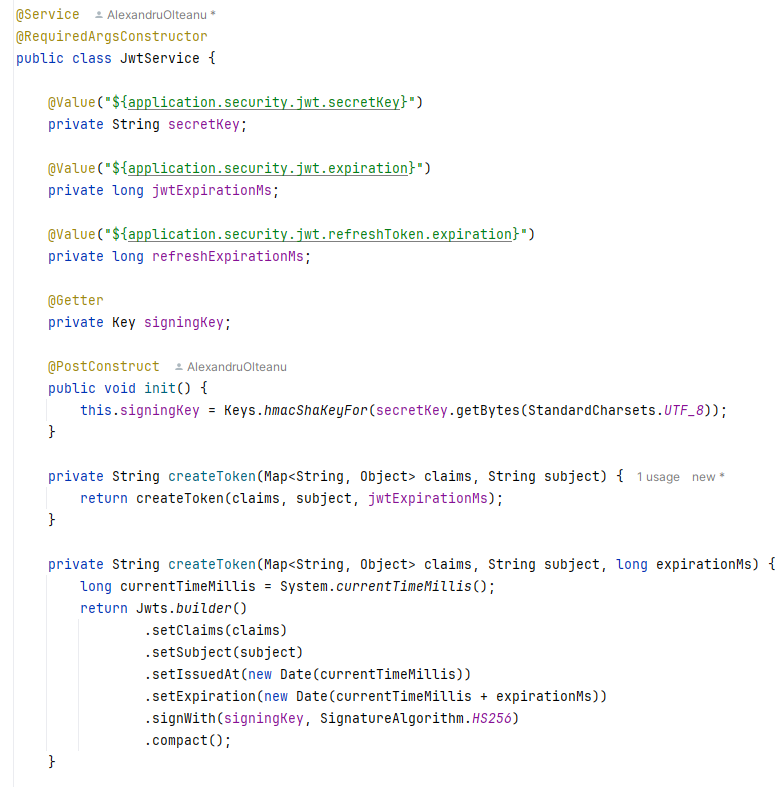 @Service AlexandruOlteanu *
@RequiredArgsConstructor
public class JwtService {
@Value("${application.security.jwt.secretKey}")
private String secretKey;
@Value("${application.security.jwt.expiration}")
private long jwtExpirationMs;
@Value("${application.security.jwt.refreshToken.expiration}")
private long refreshExpirationMs;
@Getter
private Key signingKey;
@PostConstruct AlexandruOlteanu
public void init() {
this.signingKey = Keys.hmacShaKeyFor(secretKey.getBytes(StandardCharsets.UTF_8));
}
private String createToken(Map<String, Object> claims, String subject) { 1 usage new *
return createToken(claims, subject, jwtExpirationMs);
}
private String createToken(Map<String, Object> claims, String subject, long expirationMs) {
long currentTimeMillis = System.currentTimeMillis();
return Jwts.builder()
.setClaims(claims)
.setSubject(subject)
.setIssuedAt(new Date(currentTimeMillis))
.setExpiration(new Date(currentTimeMillis + expirationMs))
.signWith(signingKey, SignatureAlgorithm.HS256)
.compact();
}